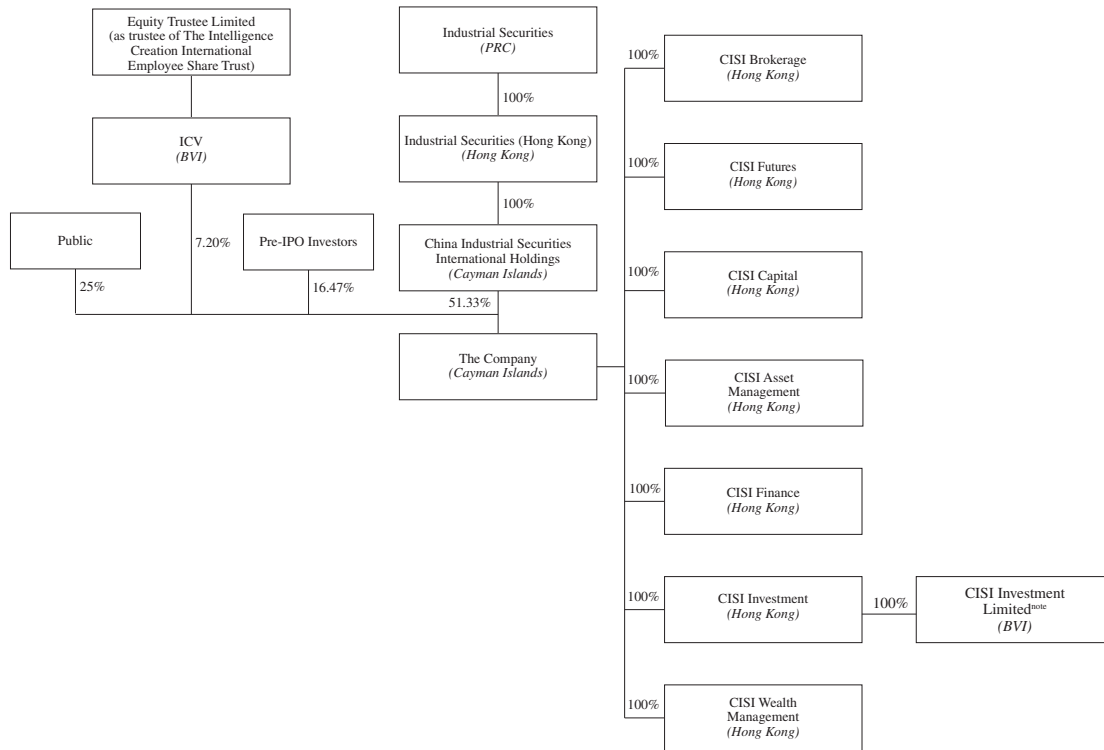 Equity Trustee Limited
(as trustee of The Intelligence
Creation International
Employee Share Trust)
Industrial Securities
(PRC)
100%
CISI Brokerage
(Hong Kong)
100%
ICV
(BVI)
Industrial Securities (Hong Kong)
(Hong Kong)
100%
CISI Futures
(Hong Kong)
100%
Public
7.20%
Pre-IPO Investors
China Industrial Securities
International Holdings
(Cayman Islands)
100%
CISI Capital
(Hong Kong)
25%
16.47%
51.33%
The Company
(Cayman Islands)
100%
CISI Asset
Management
(Hong Kong)
100%
CISI Finance
(Hong Kong)
100%
CISI Investment
(Hong Kong)
100%
CISI Investment
Limitednote
(BVI)
100%
CISI Wealth
Management
(Hong Kong)